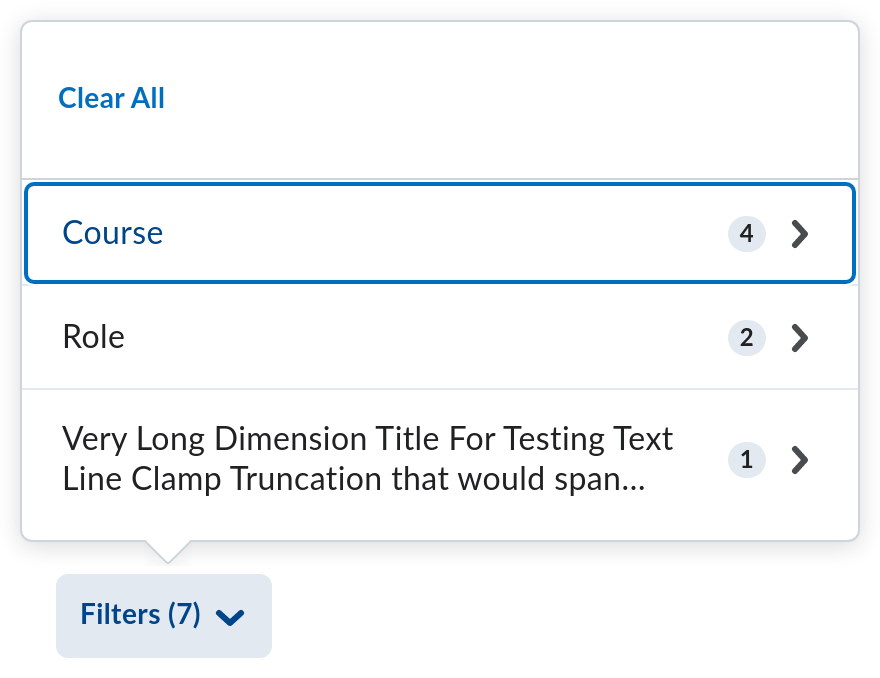 Clear All
Course 4
Role 2
Very Long Dimension Title For Testing Text
Line Clamp Truncation that would span... 1
Filters (7)